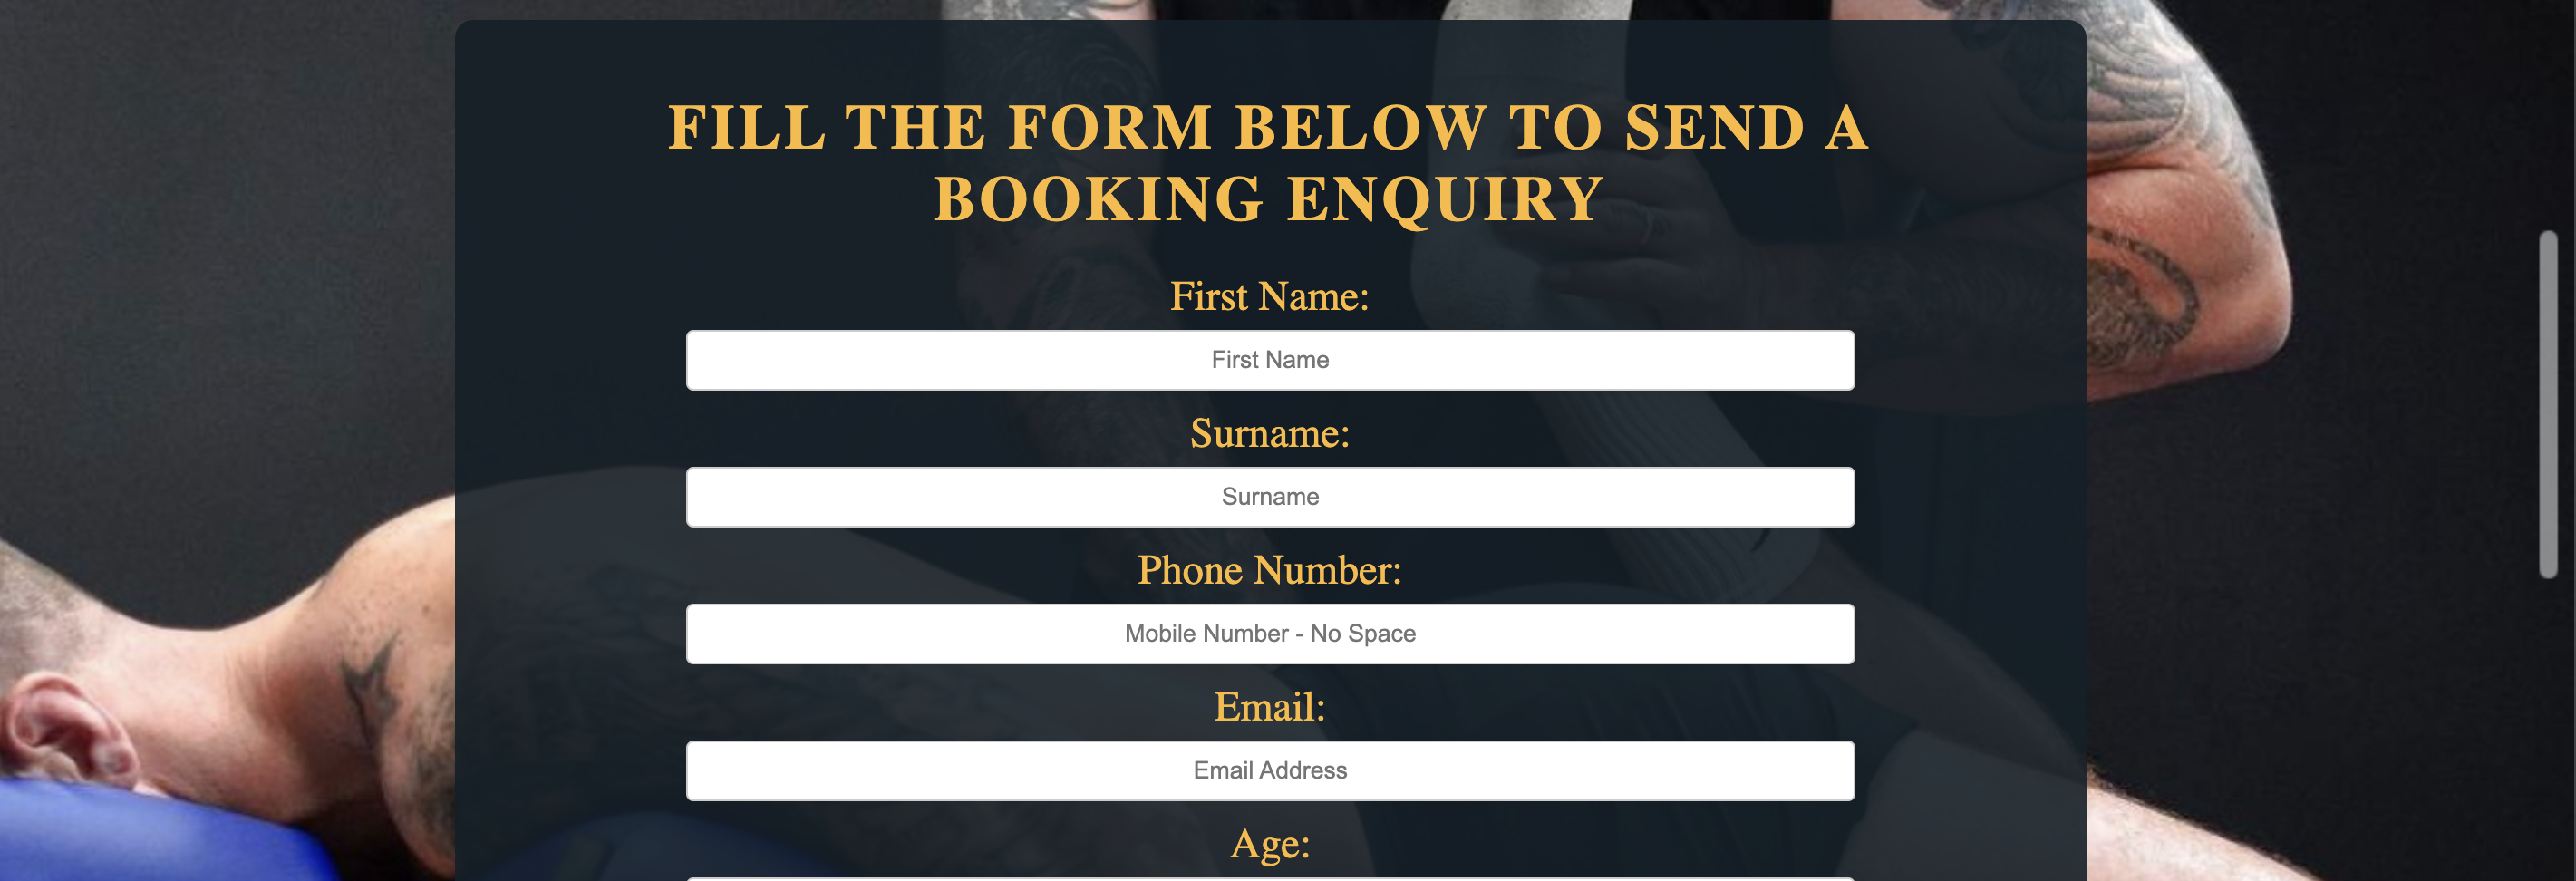 FILL THE FORM BELOW TO SEND A
BOOKING ENQUIRY
First Name:
First Name
Surname:
Surname
Phone Number:
Mobile Number - No Space
Email:
Email Address
Age: